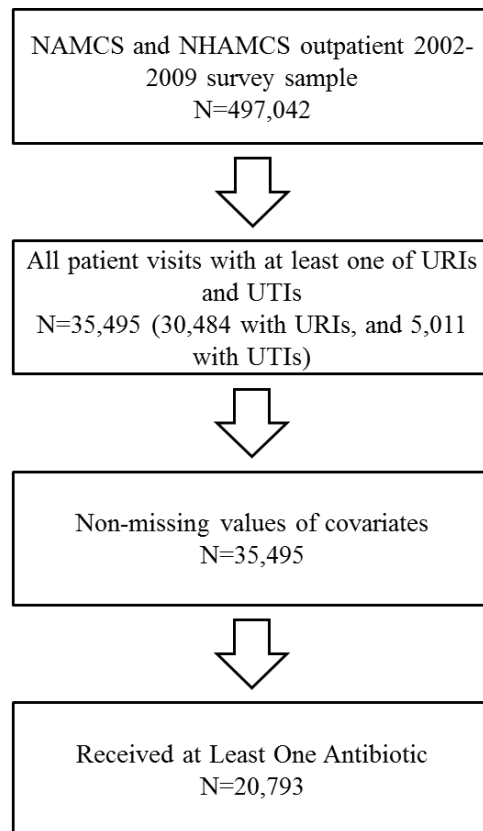 NAMCS and NHAMCS outpatient 2002-
2009 survey sample
N=497,042
All patient visits with at least one of URIs
and UTIs
N=35,495 (30,484 with URIs, and 5,011
with UTIs)
Non-missing values of covariates
N=35,495
Received at Least One Antibiotic
N=20,793